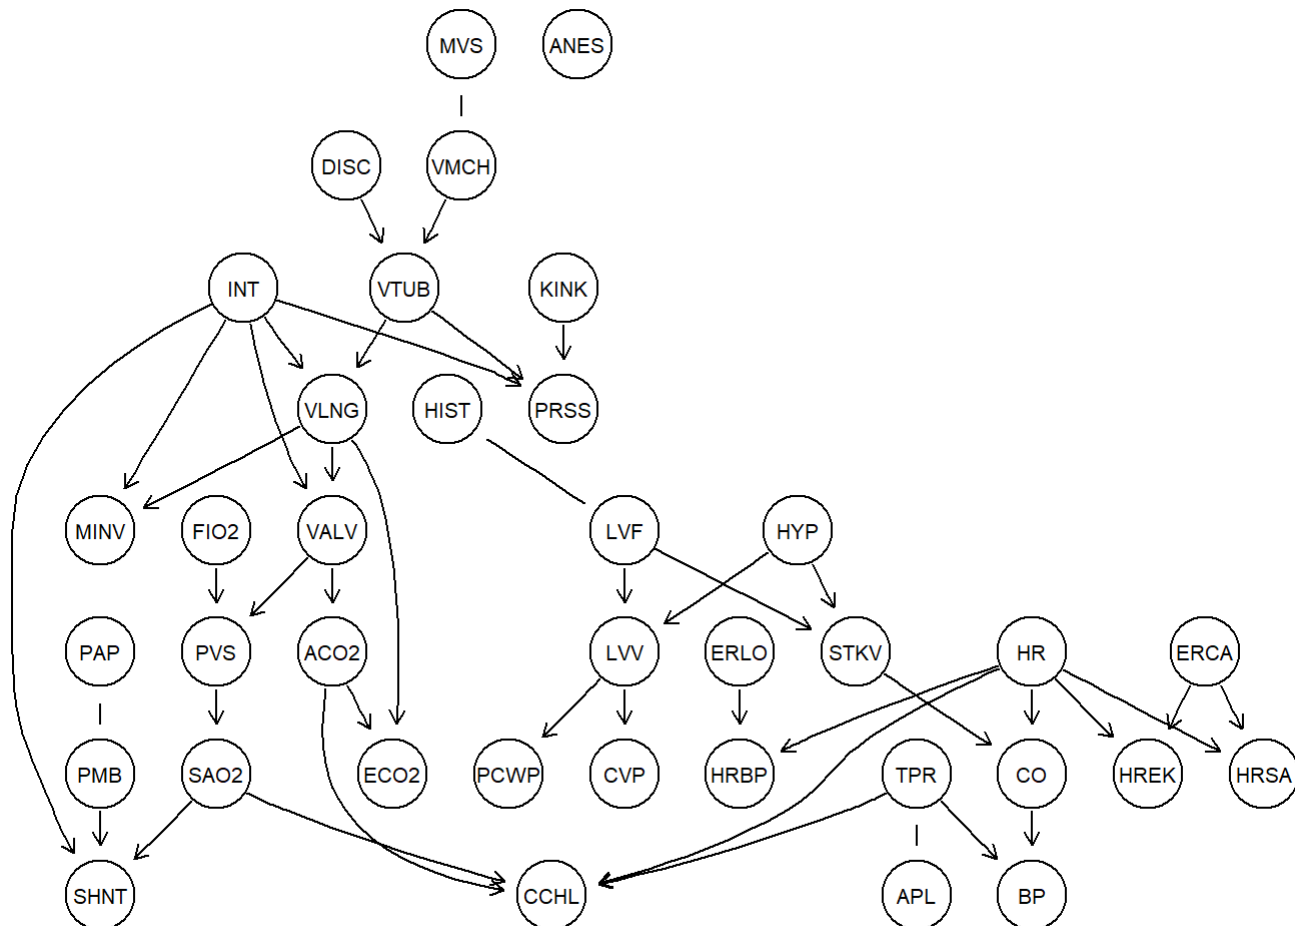 MVS ANES
DISC VMCH
INT VTUB KINK
VLNG HIST PRSS
MINV FIO2 VALV LVF HYP
PAP PVS ACO2 LVV ERLO STKV HR ERCA
PMB SAO2 ECO2 PCWP CVP HRBP TPR CO HREK HRSA
SHNT CCHL APL BP